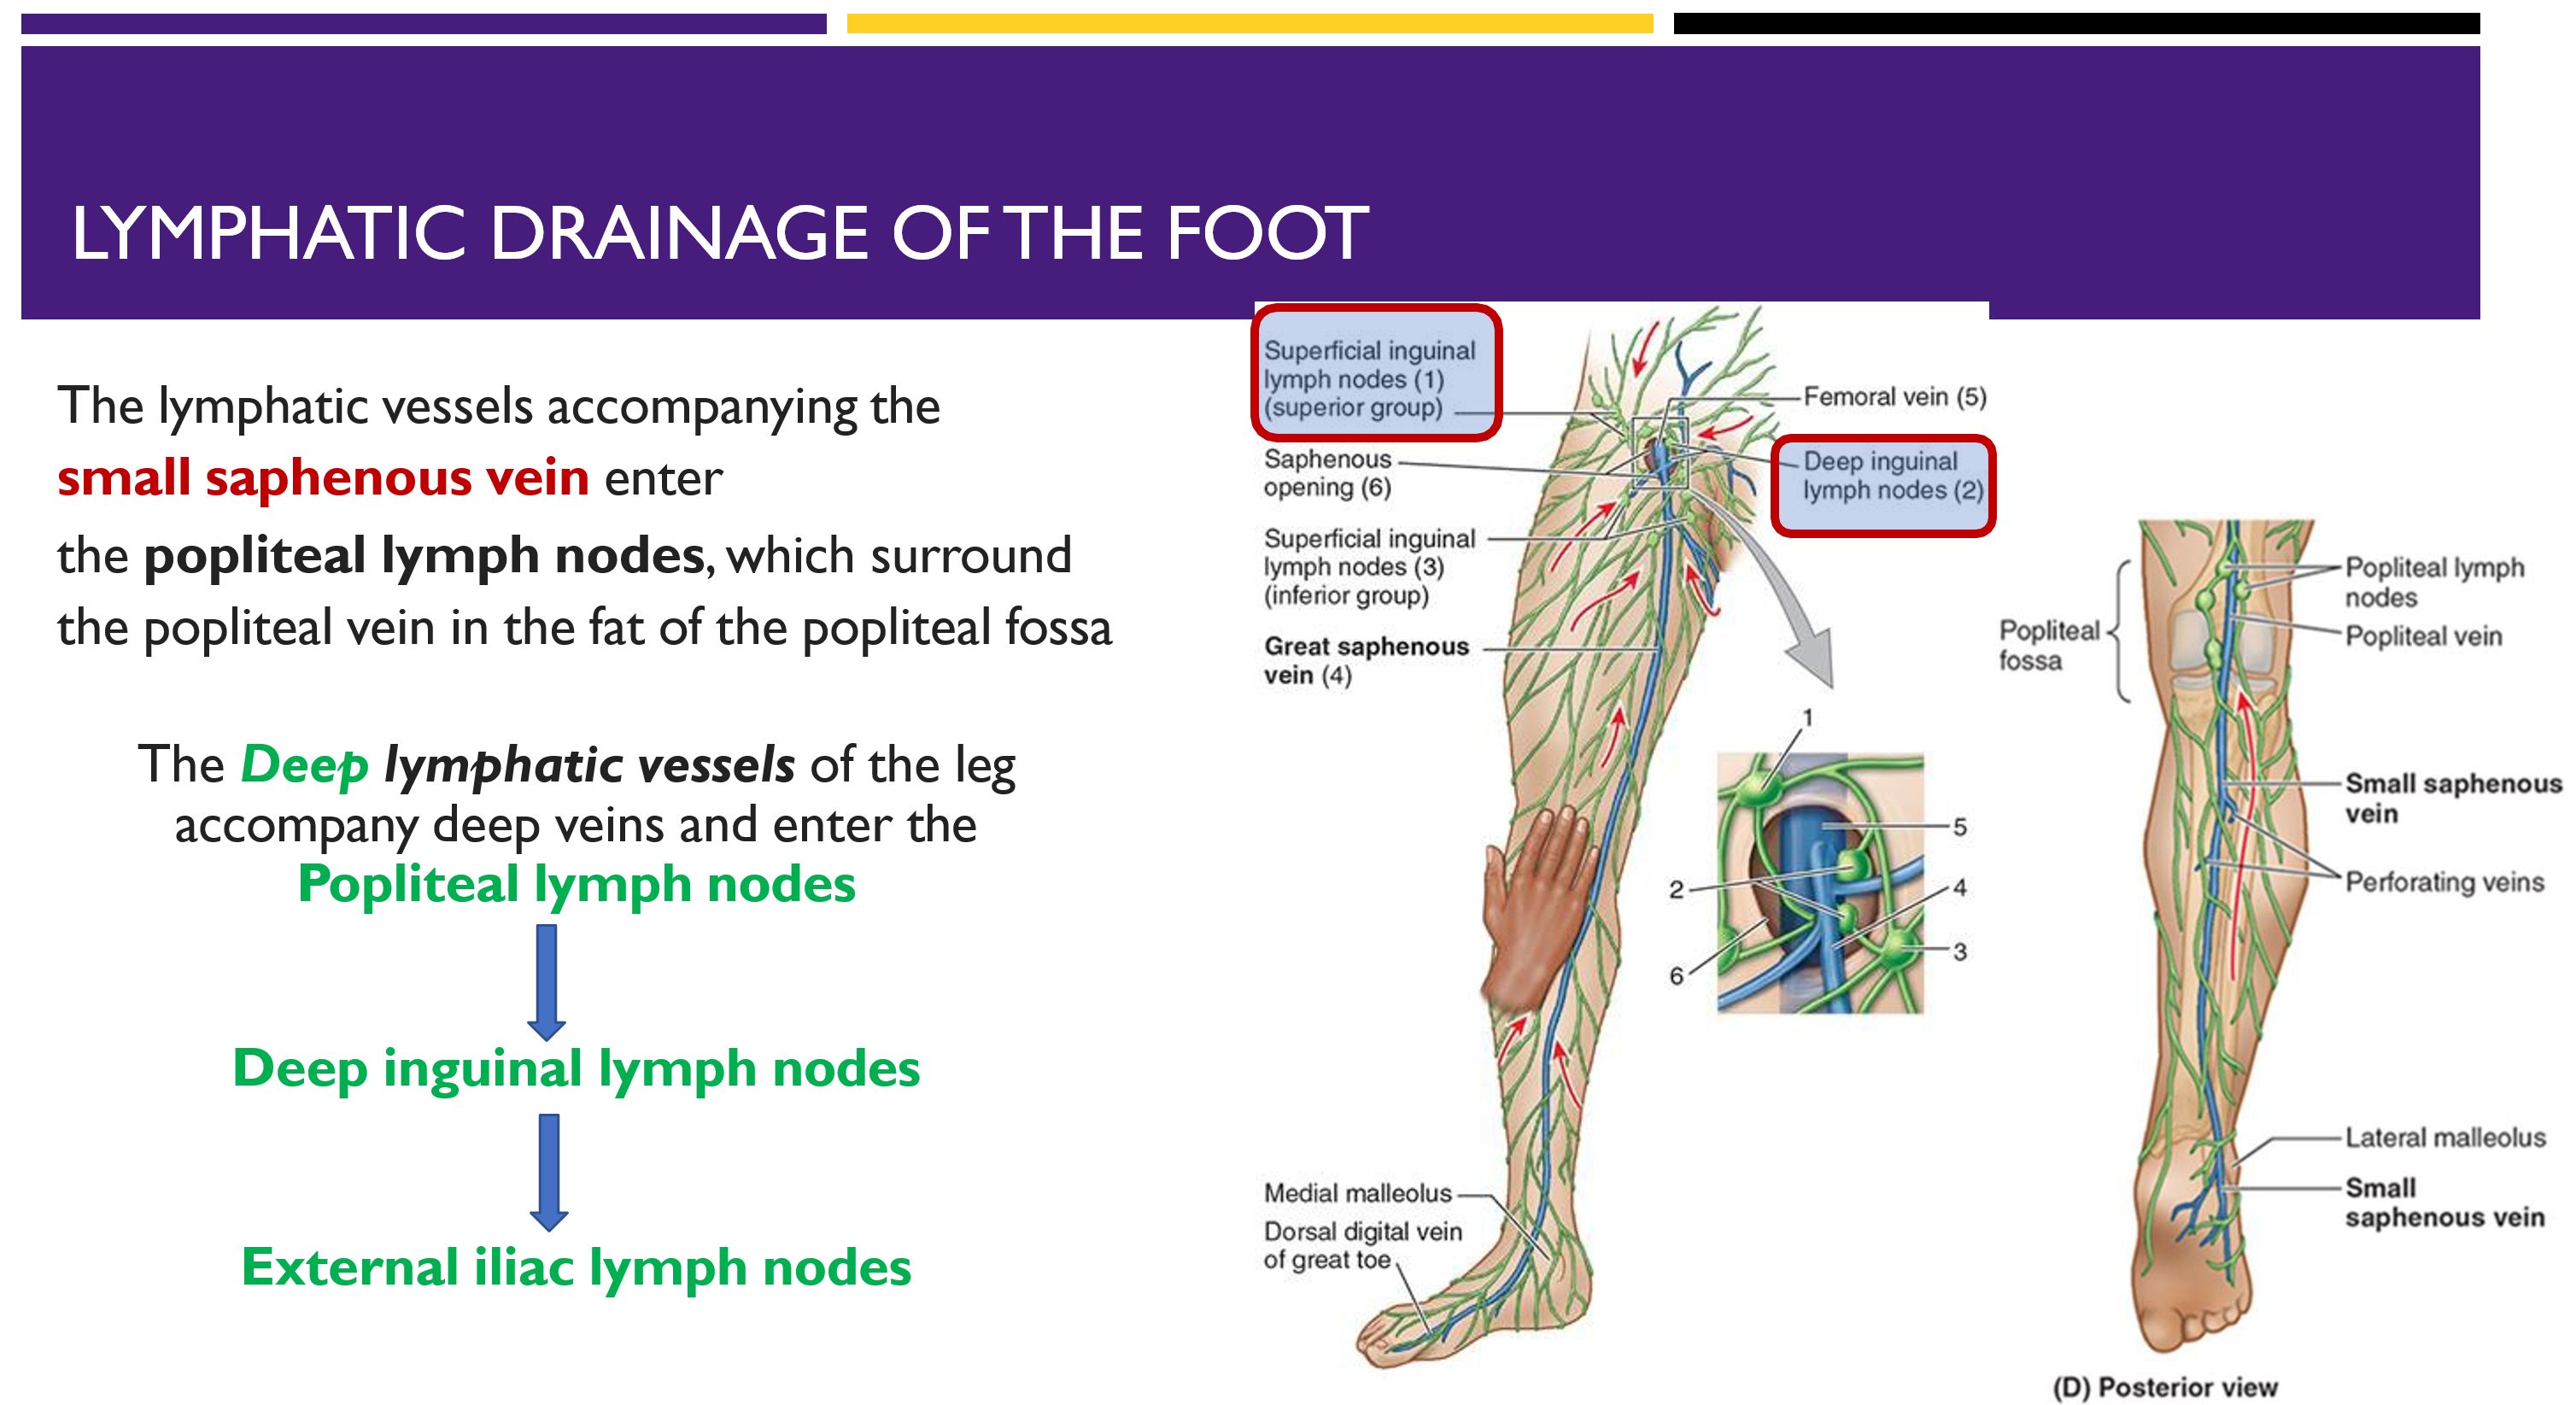 LYMPHATIC DRAINAGE OF THE FOOT
The lymphatic vessels accompanying the
small saphenous vein enter
the popliteal lymph nodes, which surround
the popliteal vein in the fat of the popliteal fossa
The Deep lymphatic vessels of the leg
accompany deep veins and enter the
Popliteal lymph nodes
Deep inguinal lymph nodes
External iliac lymph nodes
Superficial inguinal
lymph nodes (1)
(superior group)
Saphenous
opening (6)
Superficial inguinal
lymph nodes (3)
(inferior group)
Great saphenous
vein (4)
Femoral vein (5)
Deep inguinal
lymph nodes (2)
1
5
2
4
3
6
Medial malleolus
Dorsal digital vein
of great toe
Popliteal
fossa
Popliteal lymph
nodes
Popliteal vein
Small saphenous
vein
Perforating veins
Lateral malleolus
Small
saphenous vein
(D) Posterior view